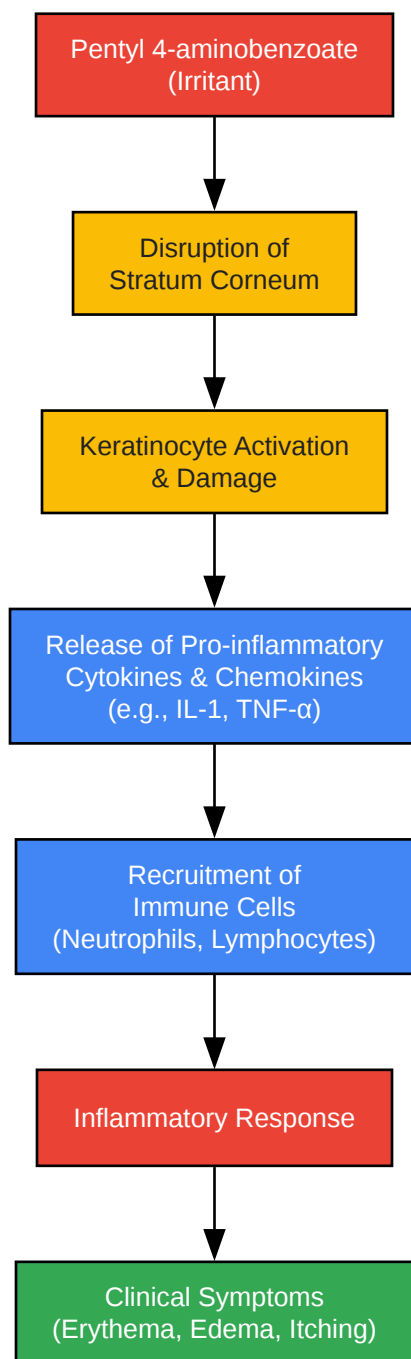 Pentyl 4-aminobenzoate
(Irritant)
Disruption of
Stratum Corneum
Keratinocyte Activation
& Damage
Release of Pro-inflammatory
Cytokines & Chemokines
(e.g., IL-1, TNF-α)
Recruitment of
Immune Cells
(Neutrophils, Lymphocytes)
Inflammatory Response
Clinical Symptoms
(Erythema, Edema, Itching)